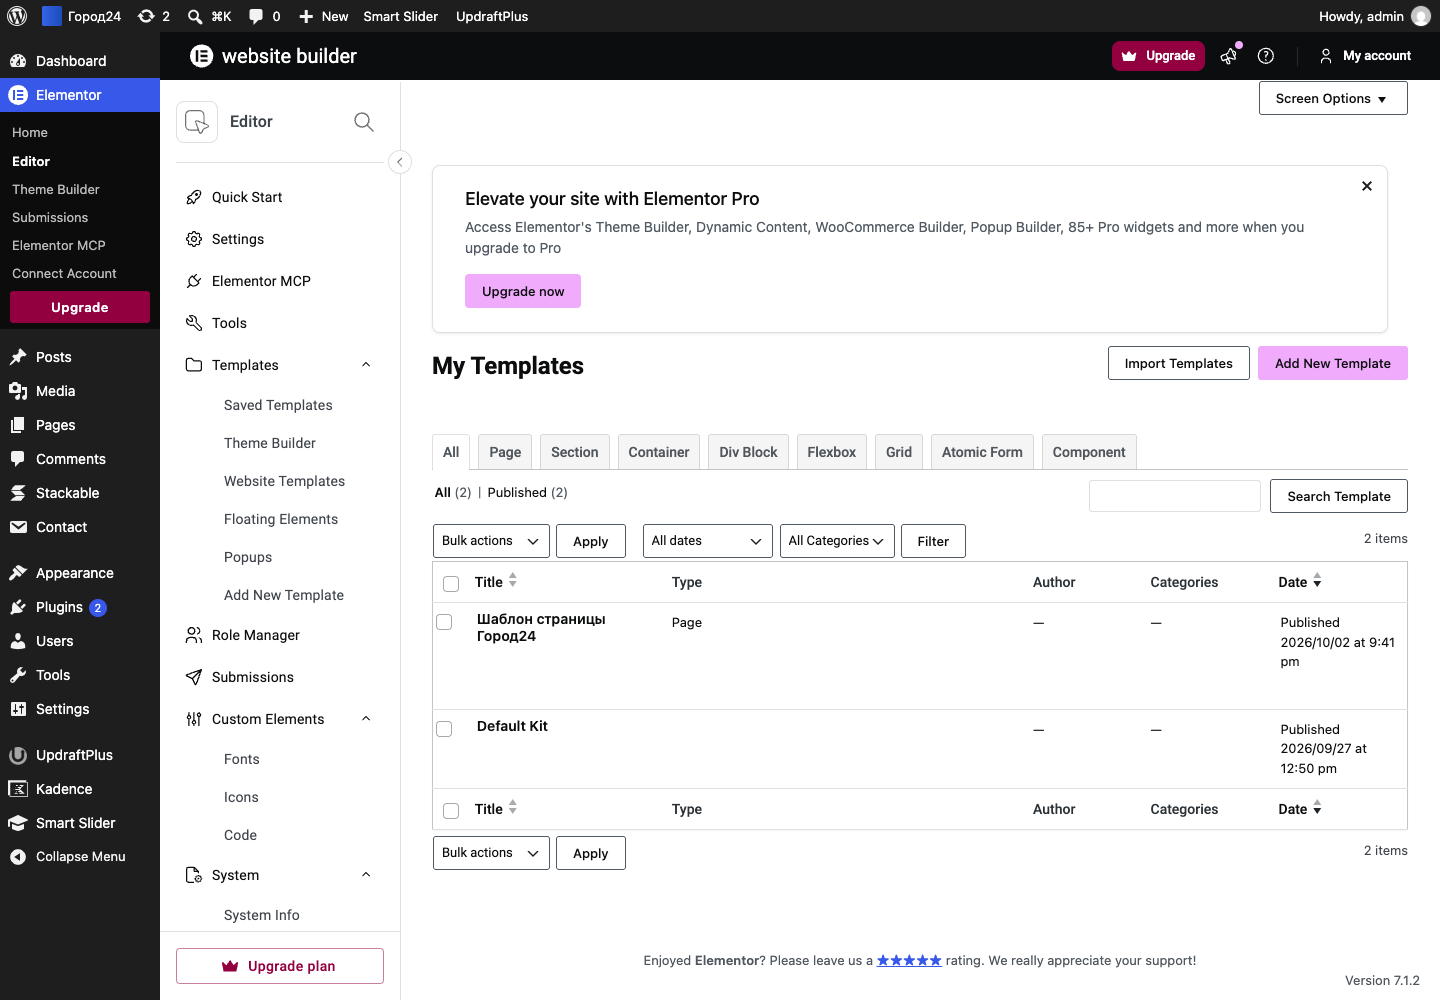 Город24
2
⌘K
0
New
Smart Slider
UpdraftPlus
Howdy, admin
Dashboard
Elementor
Home
Editor
Theme Builder
Submissions
Elementor MCP
Connect Account
Upgrade
Posts
Media
Pages
Comments
Stackable
Contact
Appearance
Plugins 2
Users
Tools
Settings
UpdraftPlus
Kadence
Smart Slider
Collapse Menu
website builder
Upgrade
My account
Editor
Quick Start
Settings
Elementor MCP
Tools
Templates
Saved Templates
Theme Builder
Website Templates
Floating Elements
Popups
Add New Template
Role Manager
Submissions
Custom Elements
Fonts
Icons
Code
System
System Info
Upgrade plan
Screen Options
Elevate your site with Elementor Pro
Access Elementor's Theme Builder, Dynamic Content, WooCommerce Builder, Popup Builder, 85+ Pro widgets and more when you
upgrade to Pro
Upgrade now
My Templates
Import Templates
Add New Template
All
Page
Section
Container
Div Block
Flexbox
Grid
Atomic Form
Component
All (2) | Published (2)
Search Template
Bulk actions
Apply
All dates
All Categories
Filter
2 items
Title
Type
Author
Categories
Date
Шаблон страницы
Город24
Page
—
—
Published
2026/10/02 at 9:41
pm
Default Kit
—
—
Published
2026/09/27 at
12:50 pm
Title
Type
Author
Categories
Date
Bulk actions
Apply
2 items
Enjoyed Elementor? Please leave us a ★★★★★ rating. We really appreciate your support!
Version 7.1.2